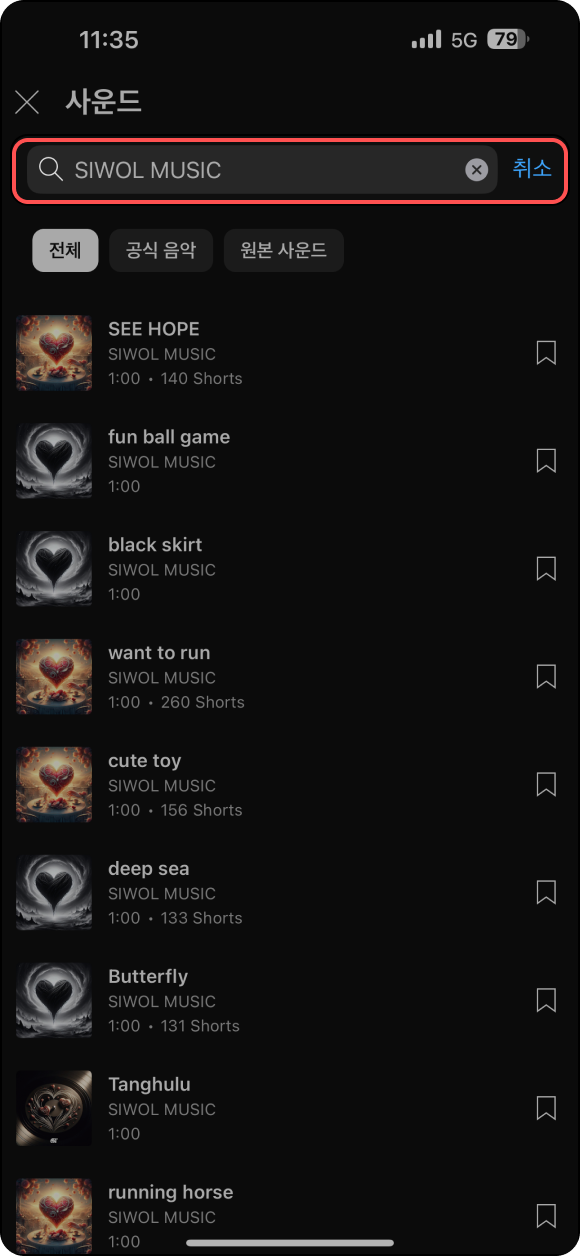 11:35 5G 79
사운드
SIWOL MUSIC 취소
전체 공식 음악 원본 사운드
SEE HOPE
SIWOL MUSIC
1:00 • 140 Shorts
fun ball game
SIWOL MUSIC
1:00
black skirt
SIWOL MUSIC
1:00
want to run
SIWOL MUSIC
1:00 • 260 Shorts
cute toy
SIWOL MUSIC
1:00 • 156 Shorts
deep sea
SIWOL MUSIC
1:00 • 133 Shorts
Butterfly
SIWOL MUSIC
1:00 • 131 Shorts
Tanghulu
SIWOL MUSIC
1:00
running horse
SIWOL MUSIC
1:00